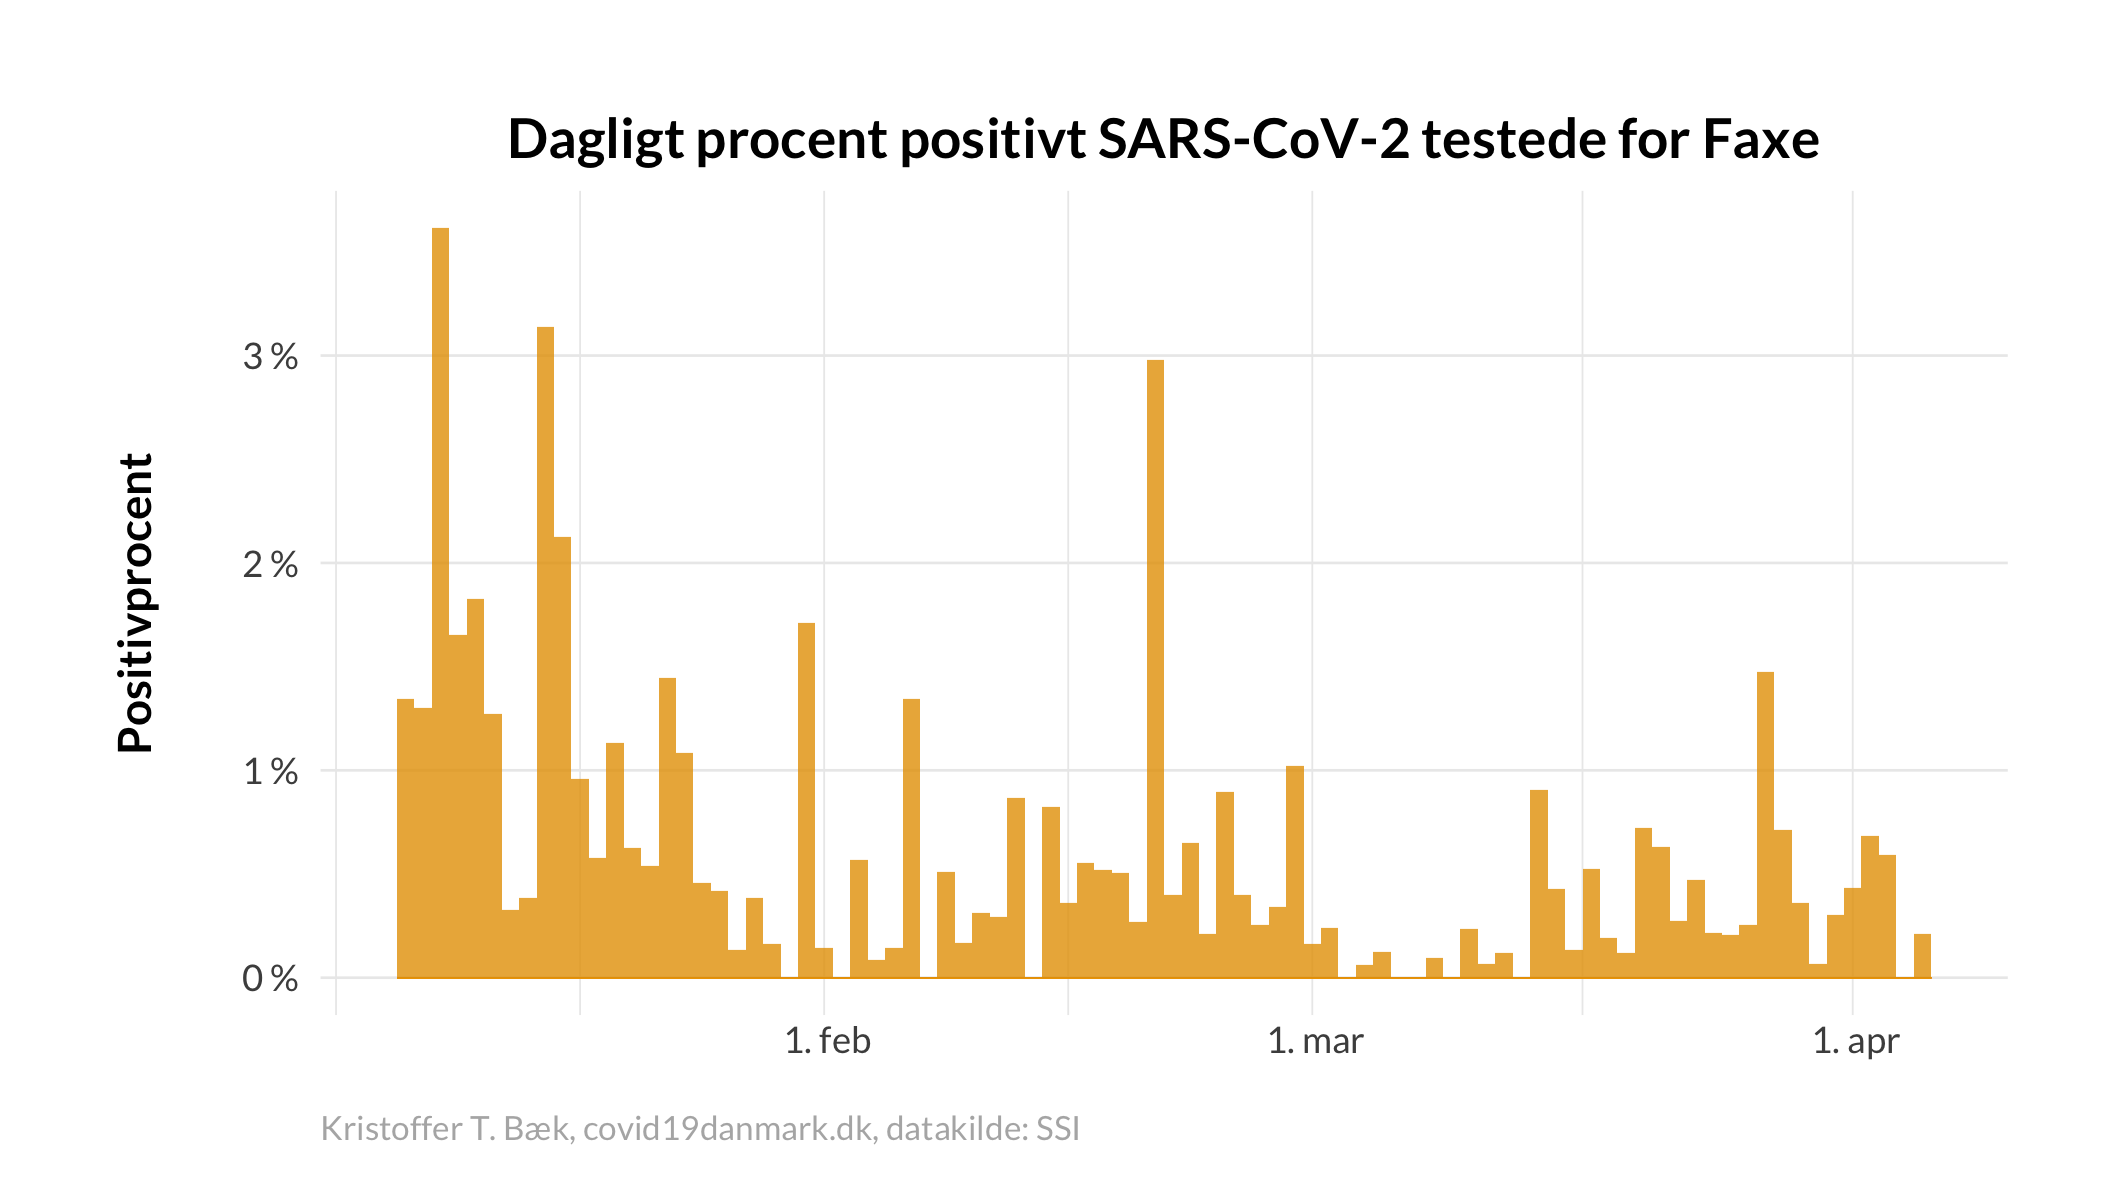 Dagligt procent positivt SARS-CoV-2 testede for Faxe
Positivprocent
3 %
2 %
1 %
0 %
1. feb
1. mar
1. apr
Kristoffer T. Bæk, covid19danmark.dk, datakilde: SSI